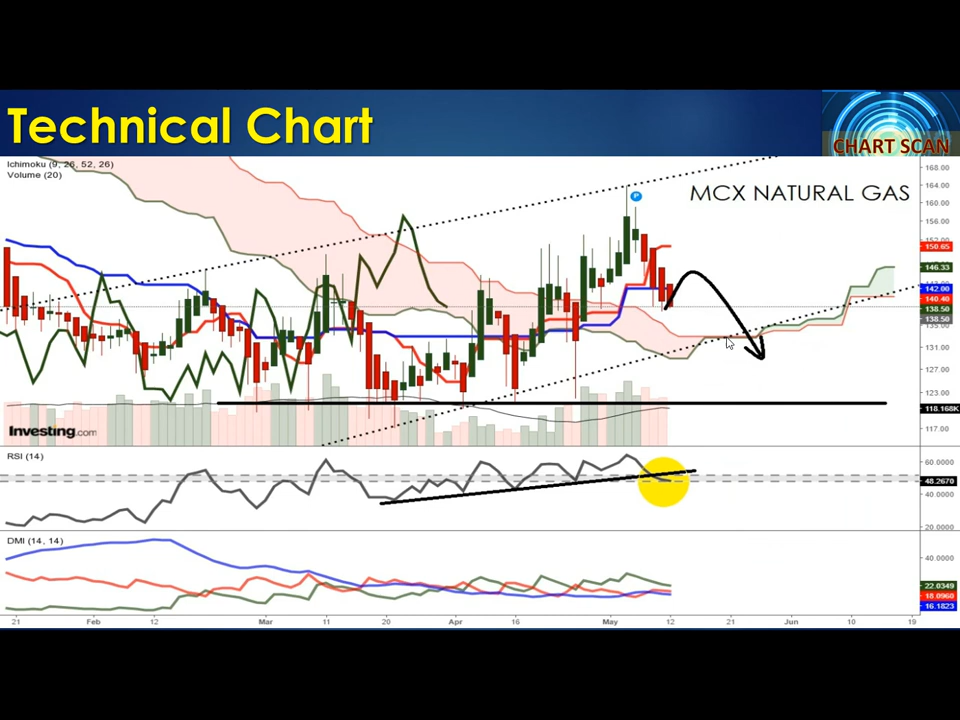 Technical Chart
CHART SCAN
Ichimoku (9, 26, 52, 26)
Volume (20)
MCX NATURAL GAS
P
168.00
164.00
160.00
156.00
150.65
146.33
142.00
140.40
138.50
138.50
135.00
131.00
127.00
123.00
118.168K
117.00
Investing.com
RSI (14)
60.0000
48.2670
40.0000
20.0000
DMI (14, 14)
40.0000
22.0349
18.0960
16.1823
21 Feb 12 Mar 11 20 Apr 16 May 12 21 Jun 10 19